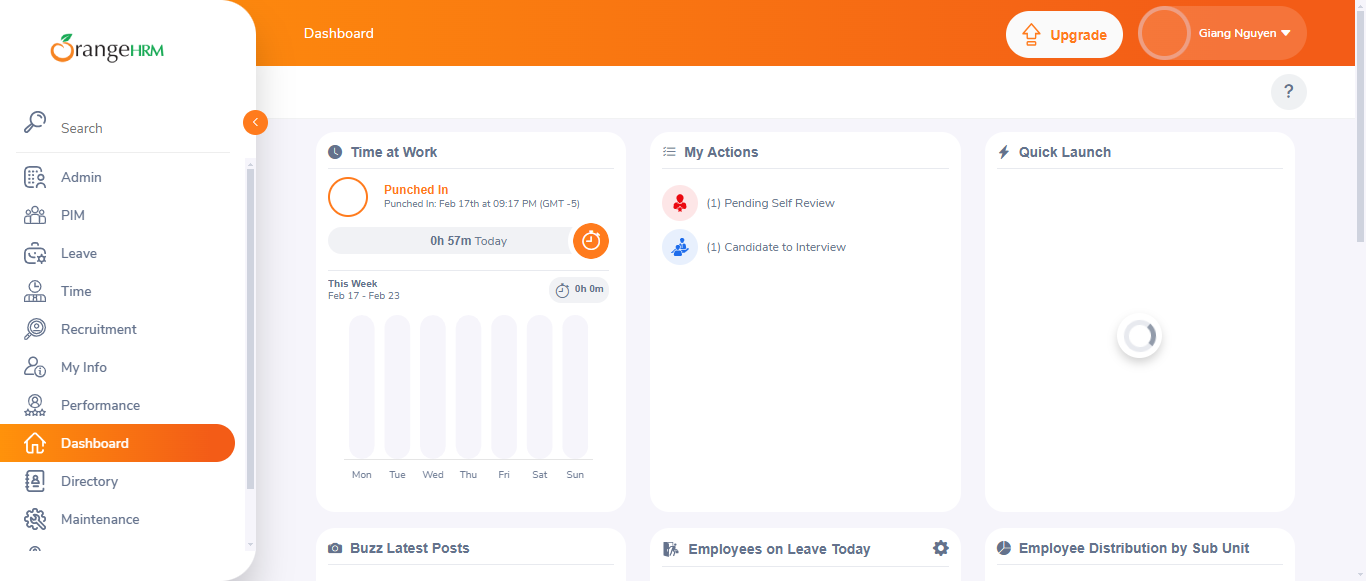 OrangeHRM
Dashboard
Upgrade
Giang Nguyen
?
Search
Admin
PIM
Leave
Time
Recruitment
My Info
Performance
Dashboard
Directory
Maintenance
Time at Work
Punched In
Punched In: Feb 17th at 09:17 PM (GMT -5)
0h 57m Today
This Week
Feb 17 - Feb 23
0h 0m
Mon Tue Wed Thu Fri Sat Sun
My Actions
(1) Pending Self Review
(1) Candidate to Interview
Quick Launch
Buzz Latest Posts
Employees on Leave Today
Employee Distribution by Sub Unit